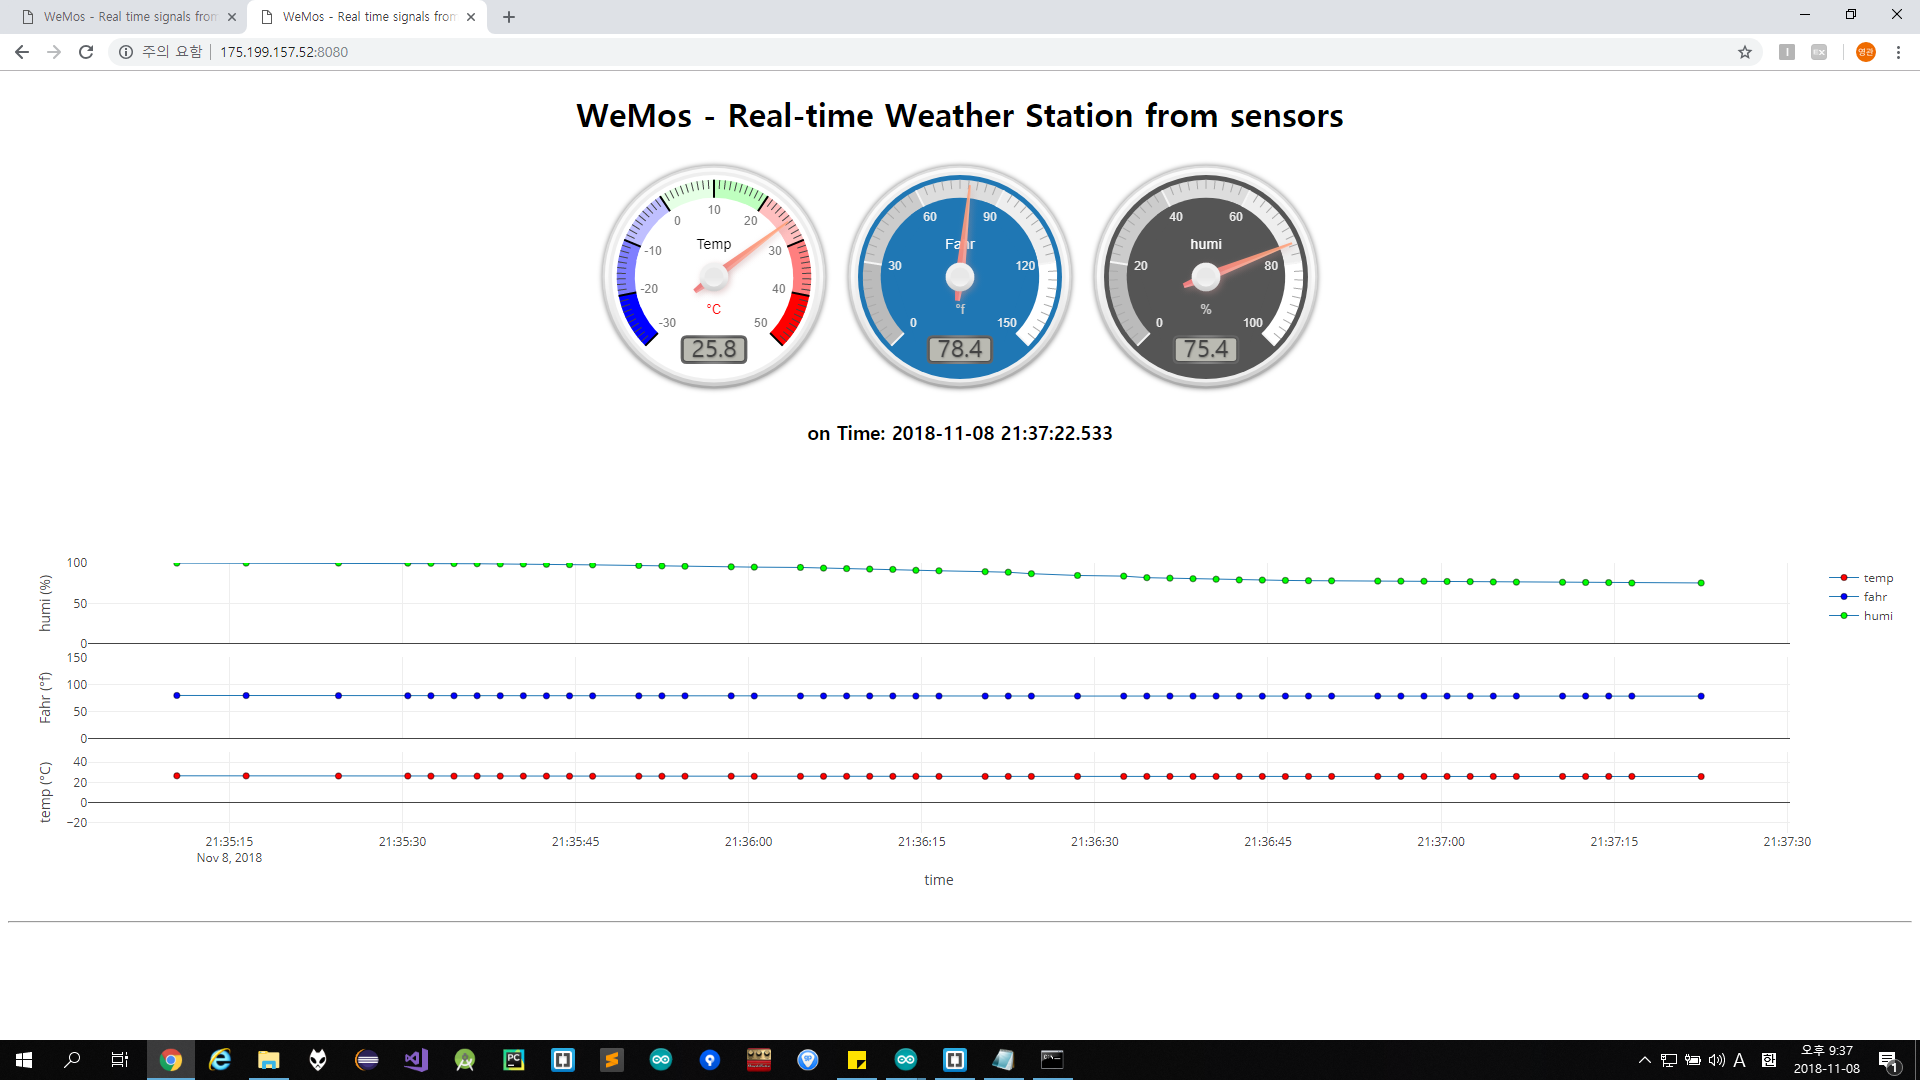 WeMos - Real time signals from
WeMos - Real time signals from
주의 요함 175.199.157.52:8080
영관
WeMos - Real-time Weather Station from sensors
-30 -20 -10 0 10 20 30 40 50
Temp
°C
25.8
0 30 60 90 120 150
Fahr
°f
78.4
0 20 40 60 80 100
humi
%
75.4
on Time: 2018-11-08 21:37:22.533
humi (%)
100
50
0
Fahr (°f)
150
100
50
0
temp (°C)
40
20
0
−20
temp
fahr
humi
21:35:15 21:35:30 21:35:45 21:36:00 21:36:15 21:36:30 21:36:45 21:37:00 21:37:15 21:37:30
Nov 8, 2018
time
PC
A 한
오후 9:37
2018-11-08
1